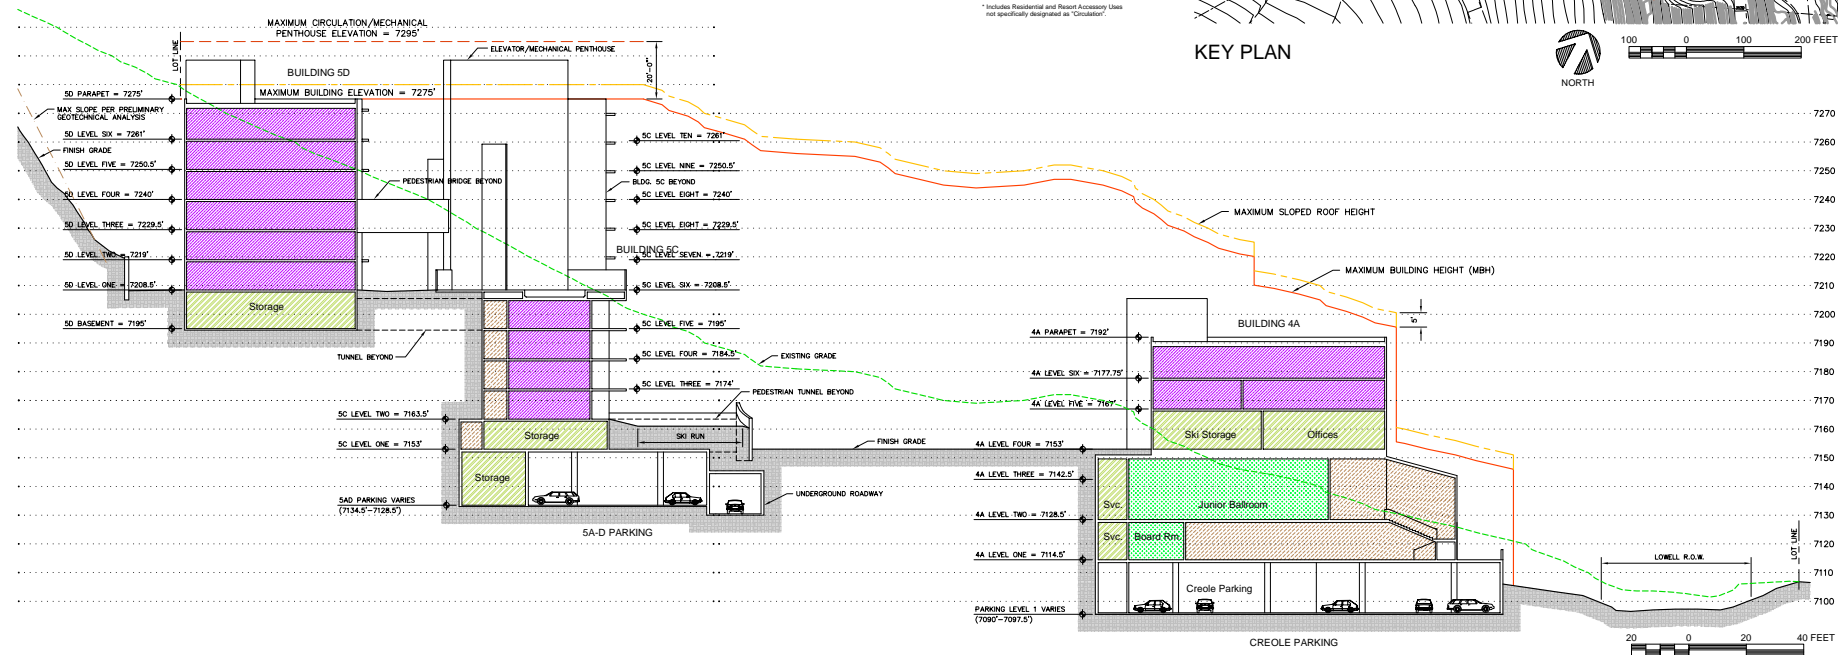 * Includes Residential and Resort Accessory Uses
not specifically designated as "Circulation".
KEY PLAN
NORTH
100 0 100 200 FEET
MAXIMUM CIRCULATION/MECHANICAL
PENTHOUSE ELEVATION = 7295'
LOT LINE
ELEVATOR/MECHANICAL PENTHOUSE
20'-0"
BUILDING 5D
MAXIMUM BUILDING ELEVATION = 7275'
5D PARAPET = 7275'
MAX SLOPE PER PRELIMINARY
GEOTECHNICAL ANALYSIS
5D LEVEL SIX = 7261'
FINISH GRADE
5D LEVEL FIVE = 7250.5'
5D LEVEL FOUR = 7240'
5D LEVEL THREE = 7229.5'
5D LEVEL TWO = 7219'
5D LEVEL ONE = 7208.5'
5D BASEMENT = 7195'
Storage
PEDESTRIAN BRIDGE BEYOND
TUNNEL BEYOND
5C LEVEL TEN = 7261'
5C LEVEL NINE = 7250.5'
BLDG. 5C BEYOND
5C LEVEL EIGHT = 7240'
5C LEVEL EIGHT = 7229.5'
BUILDING 5C
5C LEVEL SEVEN = 7219'
5C LEVEL SIX = 7208.5'
5C LEVEL FIVE = 7195'
5C LEVEL FOUR = 7184.5'
5C LEVEL THREE = 7174'
EXISTING GRADE
PEDESTRIAN TUNNEL BEYOND
5C LEVEL TWO = 7163.5'
5C LEVEL ONE = 7153'
Storage
SKI RUN
FINISH GRADE
Storage
5AD PARKING VARIES
(7134.5'-7128.5')
UNDERGROUND ROADWAY
5A-D PARKING
MAXIMUM SLOPED ROOF HEIGHT
MAXIMUM BUILDING HEIGHT (MBH)
5'
BUILDING 4A
4A PARAPET = 7192'
4A LEVEL SIX = 7177.75'
4A LEVEL FIVE = 7167'
4A LEVEL FOUR = 7153'
4A LEVEL THREE = 7142.5'
4A LEVEL TWO = 7128.5'
4A LEVEL ONE = 7114.5'
PARKING LEVEL 1 VARIES
(7090'-7097.5')
Ski Storage
Offices
Svc.
Junior Ballroom
Svc.
Board Rm.
Creole Parking
CREOLE PARKING
LOWELL R.O.W.
LOT LINE
7270
7260
7250
7240
7230
7220
7210
7200
7190
7180
7170
7160
7150
7140
7130
7120
7110
7100
20 0 20 40 FEET